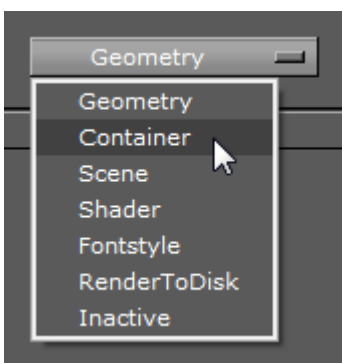 Geometry
Geometry
Container
Scene
Shader
Fontstyle
RenderToDisk
Inactive